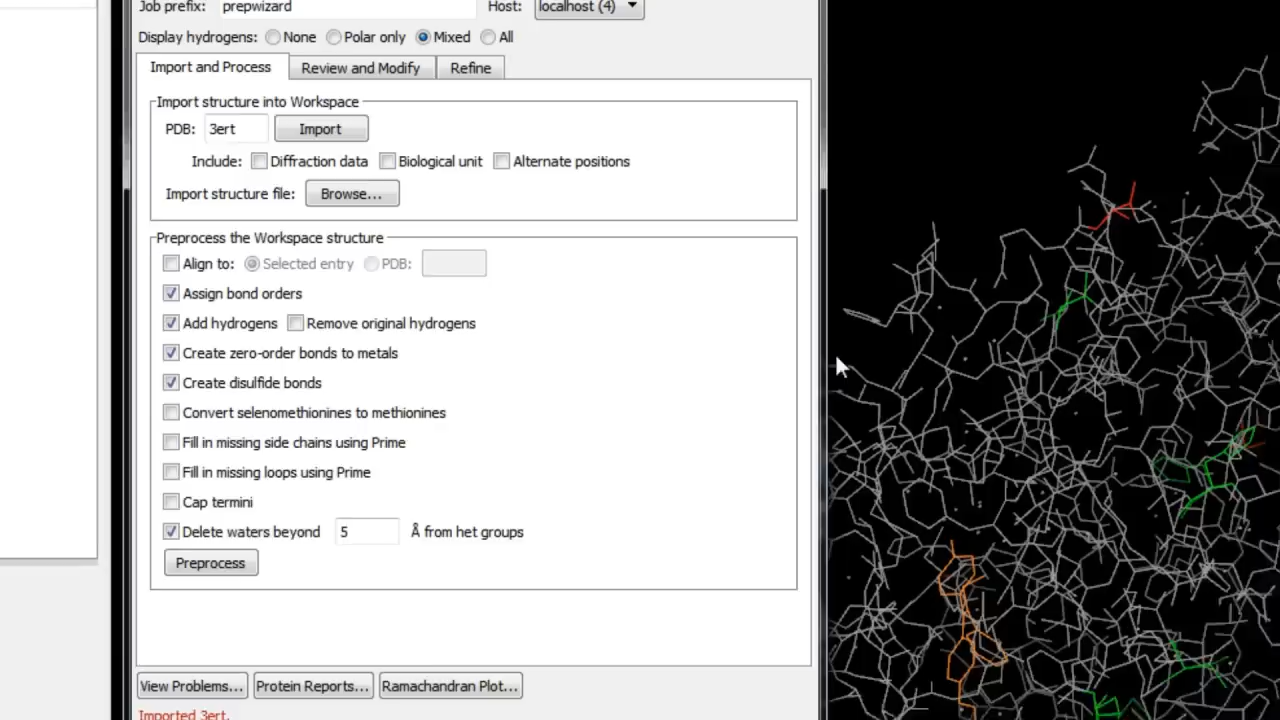 Job prefix: prepwizard Host: localhost (4)
Display hydrogens: None Polar only Mixed All
Import and Process Review and Modify Refine
Import structure into Workspace
PDB: 3ert Import
Include: Diffraction data Biological unit Alternate positions
Import structure file: Browse...
Preprocess the Workspace structure
Align to: Selected entry PDB:
Assign bond orders
Add hydrogens Remove original hydrogens
Create zero-order bonds to metals
Create disulfide bonds
Convert selenomethionines to methionines
Fill in missing side chains using Prime
Fill in missing loops using Prime
Cap termini
Delete waters beyond 5 Å from het groups
Preprocess
View Problems... Protein Reports... Ramachandran Plot...
Imported 3ert.